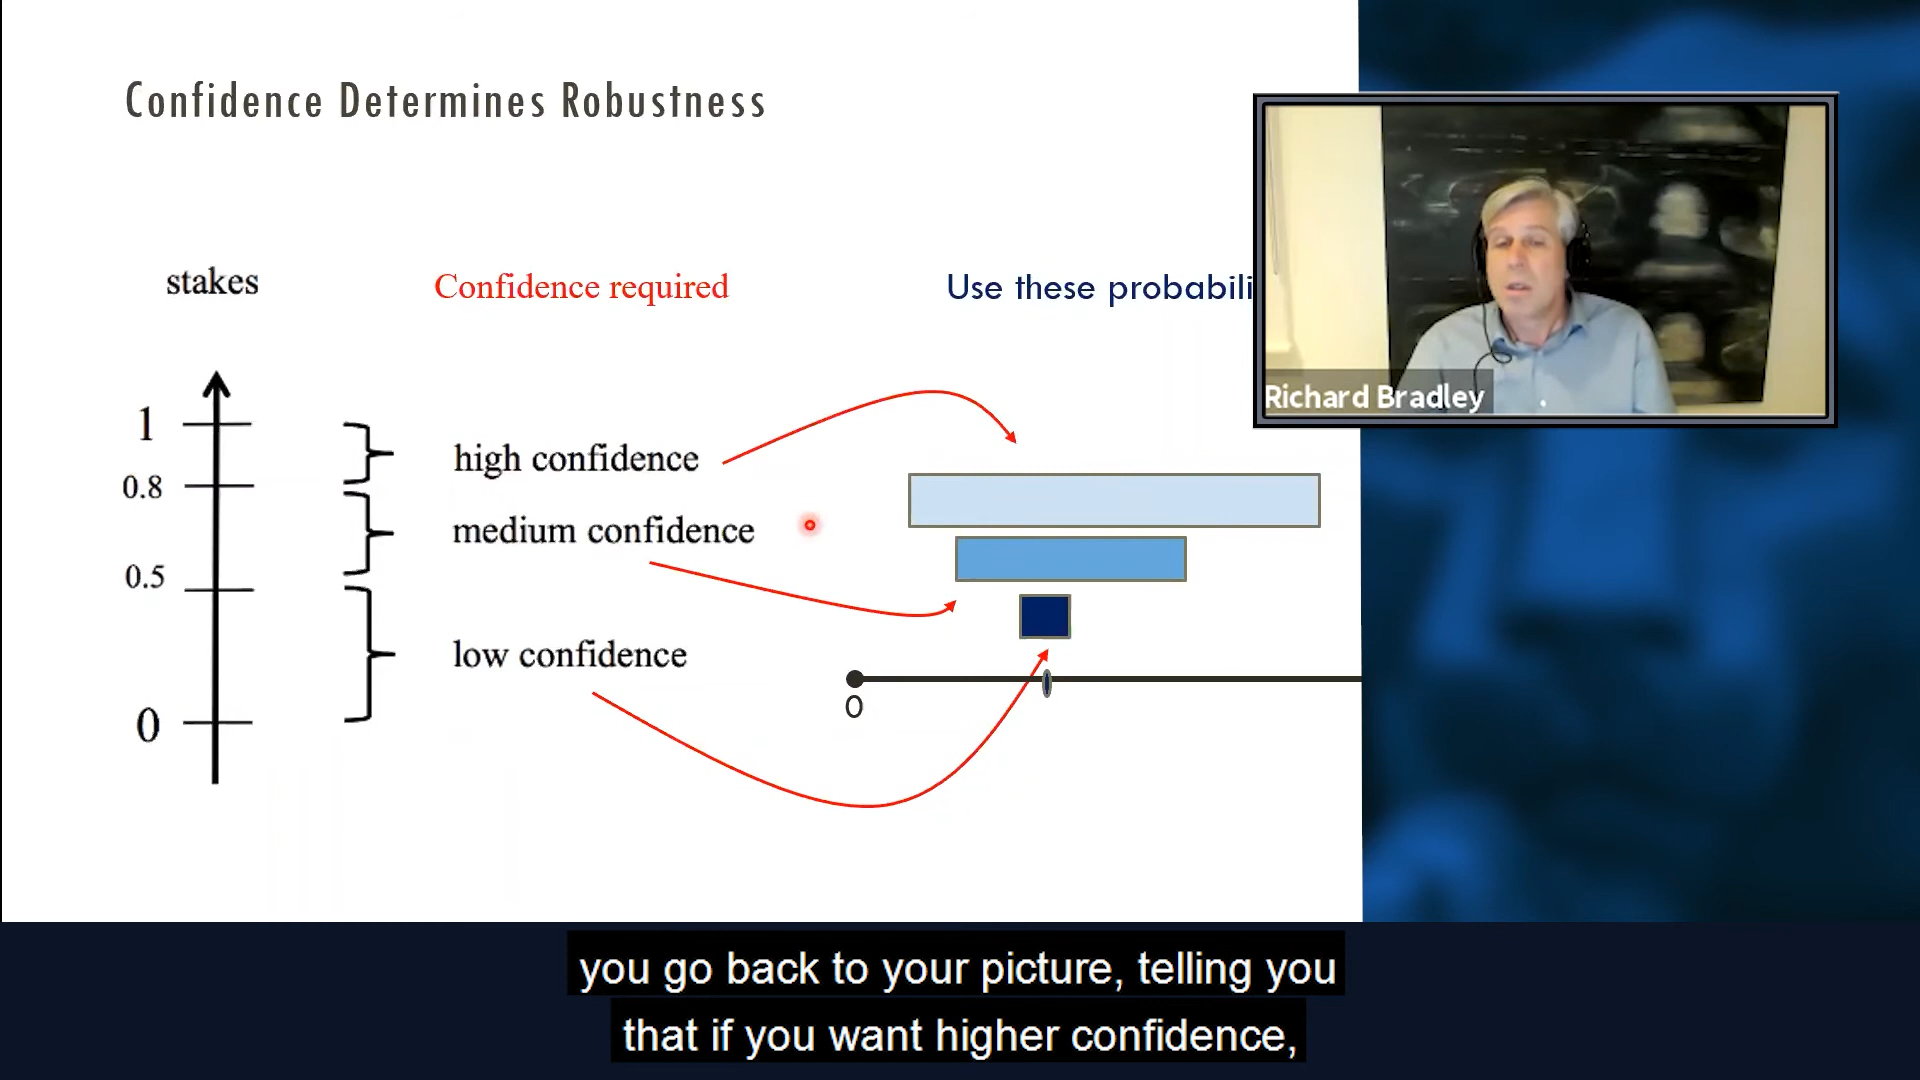 Confidence Determines Robustness
stakes
Confidence required
Use these probabili
1
high confidence
0.8
medium confidence
0.5
low confidence
0
0
Richard Bradley
you go back to your picture, telling you
that if you want higher confidence,